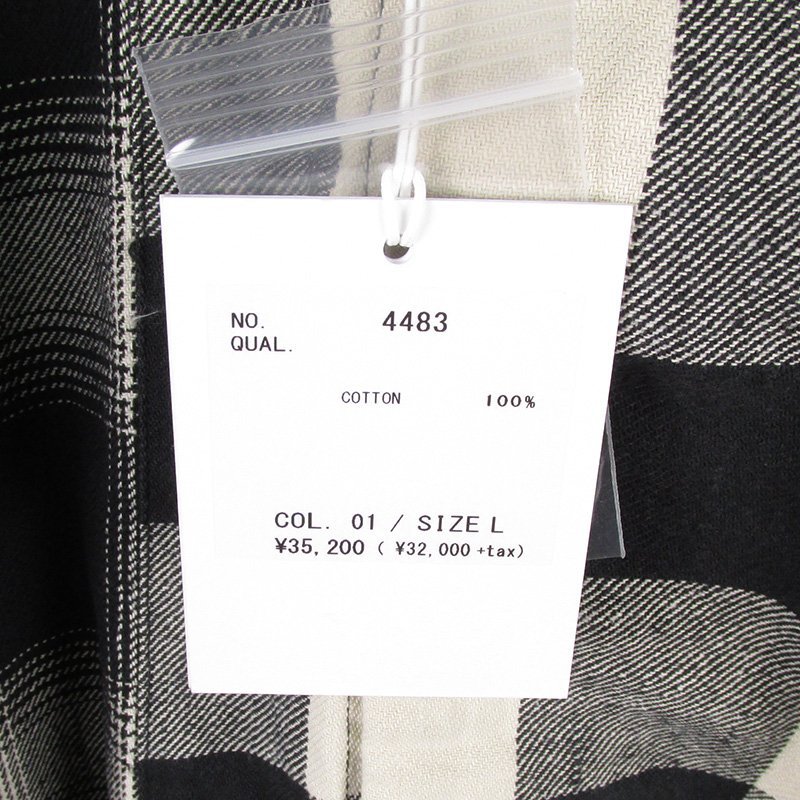 NO. 4483
QUAL.
COTTON 100%
COL. 01 / SIZE L
¥35,200 ( ¥32,000 +tax)